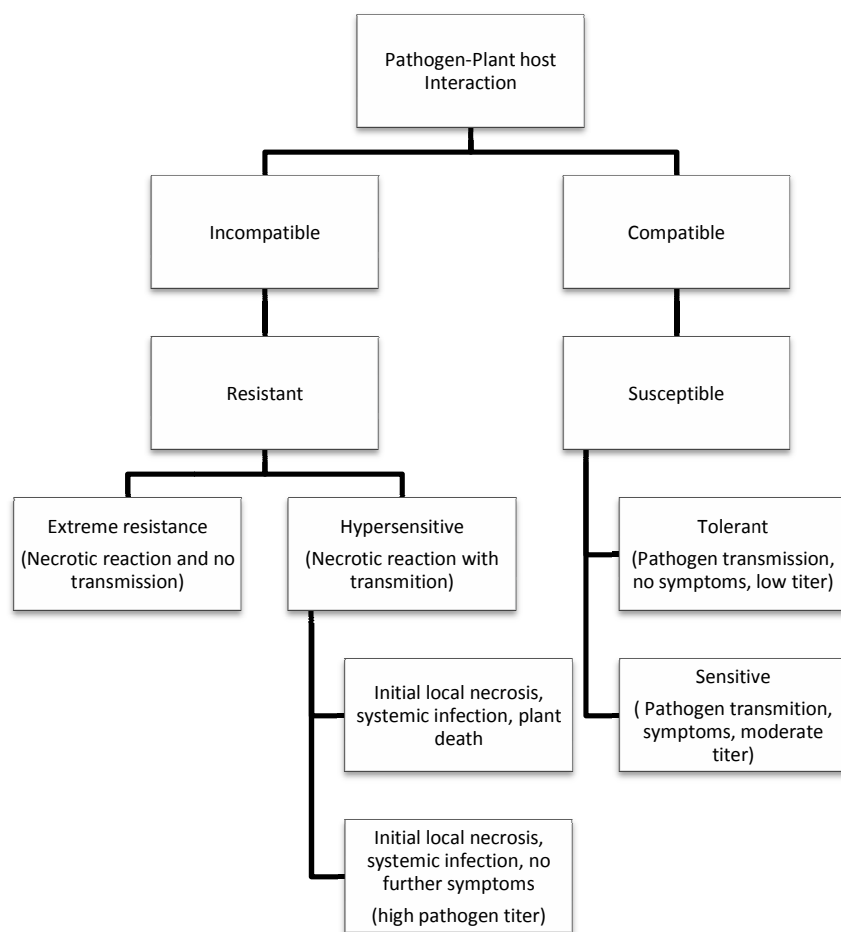 Pathogen-Plant host
Interaction
Incompatible
Compatible
Resistant
Susceptible
Extreme resistance
(Necrotic reaction and no
transmission)
Hypersensitive
(Necrotic reaction with
transmition)
Tolerant
(Pathogen transmission,
no symptoms, low titer)
Initial local necrosis,
systemic infection, plant
death
Sensitive
( Pathogen transmition,
symptoms, moderate
titer)
Initial local necrosis,
systemic infection, no
further symptoms
(high pathogen titer)